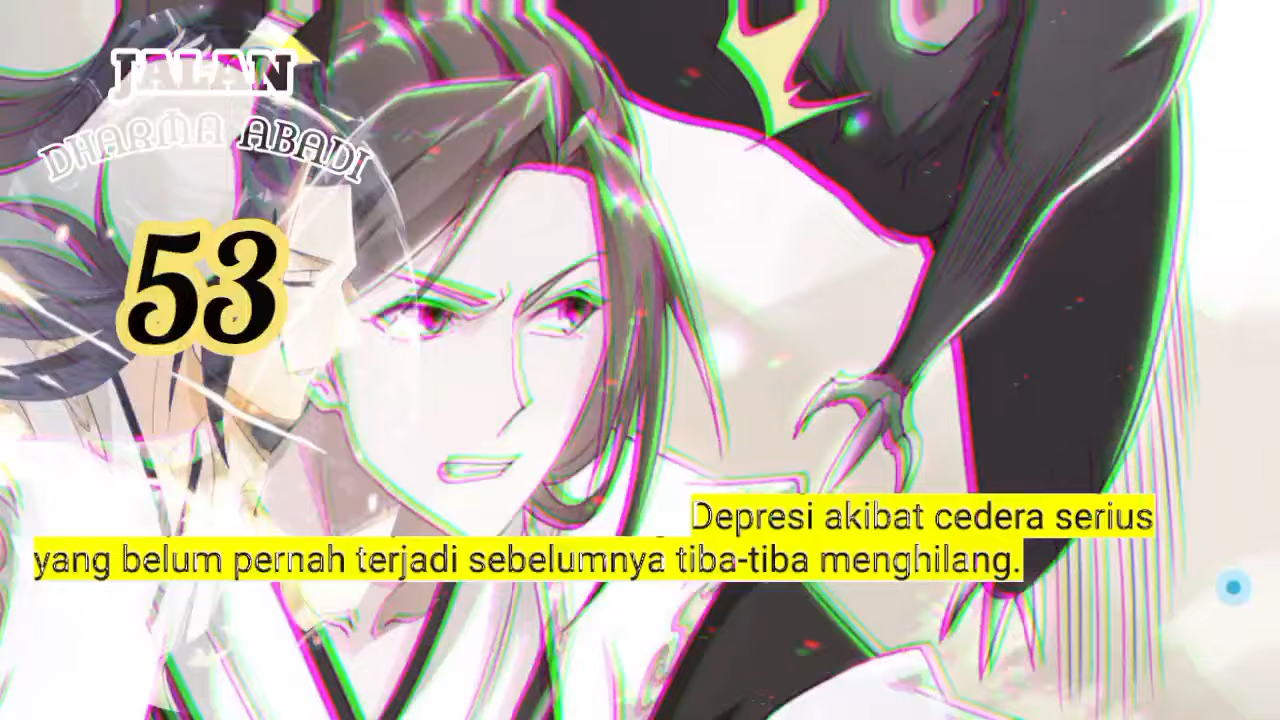 JALAN
DHARMA ABADI
53
Depresi akibat cedera serius
yang belum pernah terjadi sebelumnya tiba-tiba menghilang.